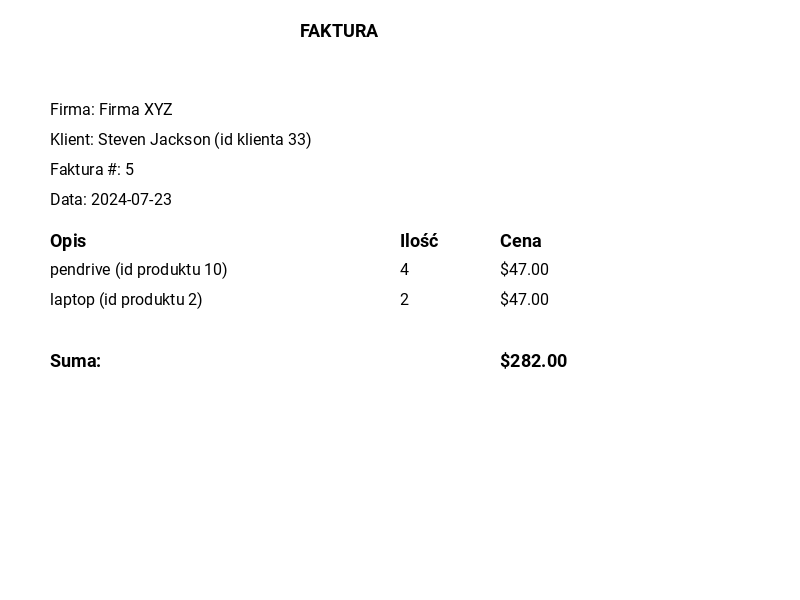 FAKTURA
Firma: Firma XYZ
Klient: Steven Jackson (id klienta 33)
Faktura #: 5
Data: 2024-07-23
Opis Ilość Cena
pendrive (id produktu 10) 4 $47.00
laptop (id produktu 2) 2 $47.00
Suma: $282.00